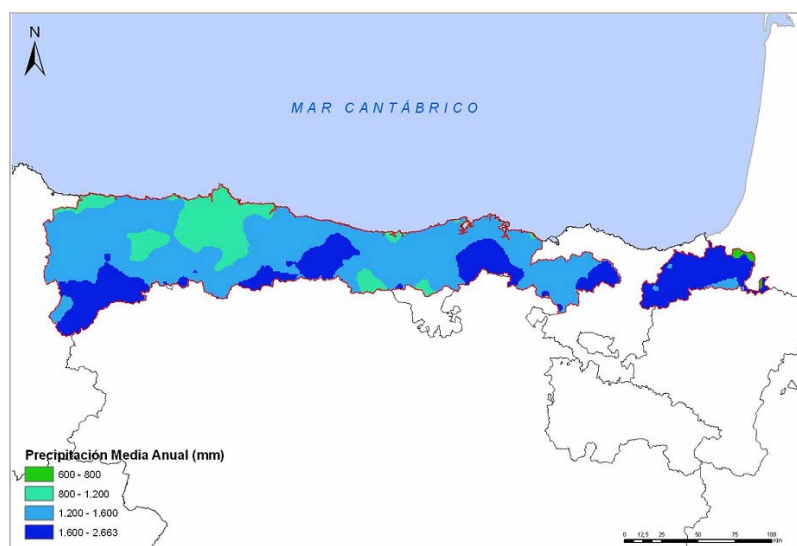 N
MAR CANTÁBRICO
Precipitación Media Anual (mm)
600 - 800
800 - 1.200
1.200 - 1.600
1.600 - 2.663
0 12,5 25 50 75 100
Km